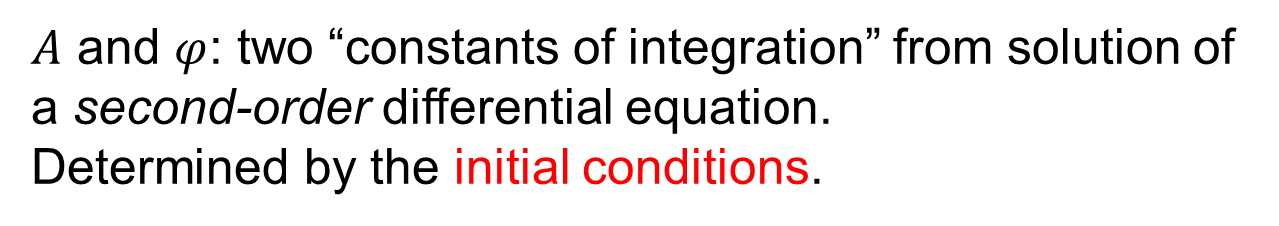 A and φ: two “constants of integration” from solution of
a second-order differential equation.
Determined by the initial conditions.